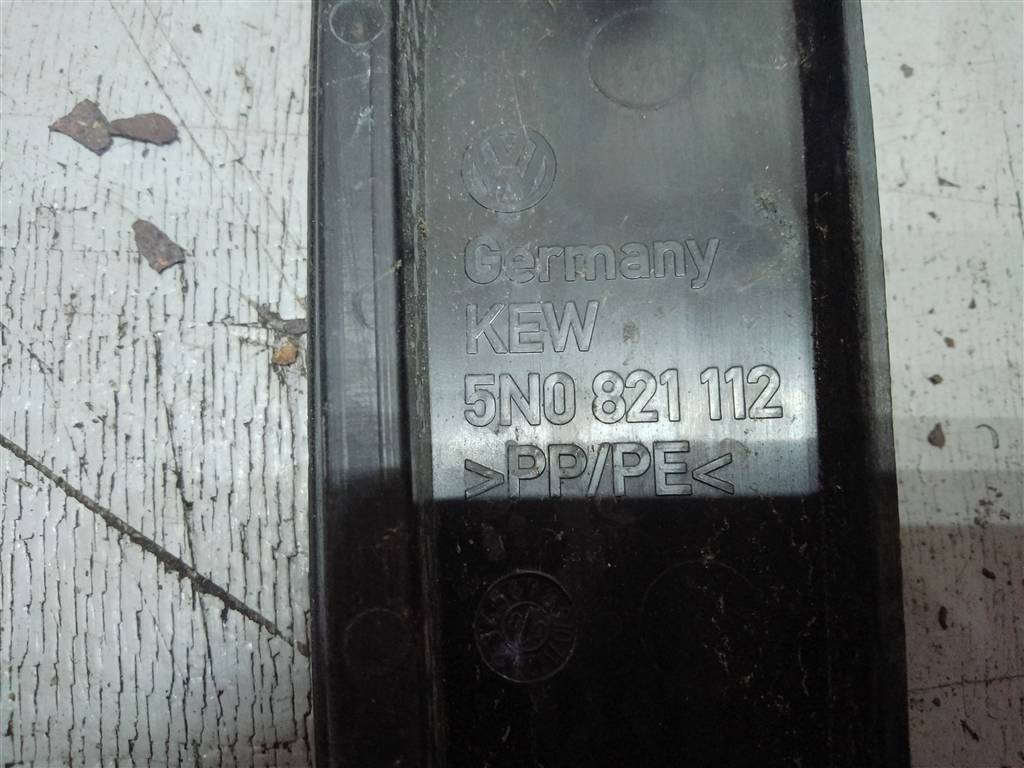 Germany
KEW
5N0 821 112
>PP/PE<